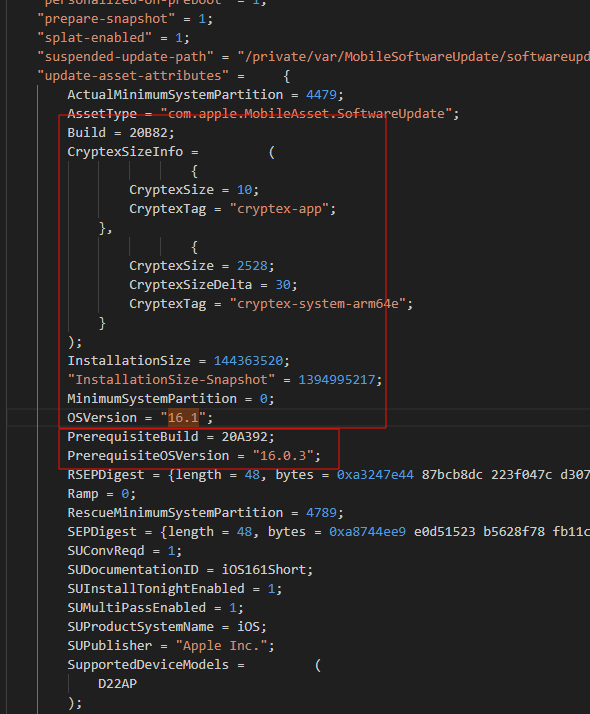 "personalized-on-preboot" = 1;
"prepare-snapshot" = 1;
"splat-enabled" = 1;
"suspended-update-path" = "/private/var/MobileSoftwareUpdate/softwareupd
"update-asset-attributes" = {
ActualMinimumSystemPartition = 4479;
AssetType = "com.apple.MobileAsset.SoftwareUpdate";
Build = 20B82;
CryptexSizeInfo = (
{
CryptexSize = 10;
CryptexTag = "cryptex-app";
},
{
CryptexSize = 2528;
CryptexSizeDelta = 30;
CryptexTag = "cryptex-system-arm64e";
}
);
InstallationSize = 144363520;
"InstallationSize-Snapshot" = 1394995217;
MinimumSystemPartition = 0;
OSVersion = "16.1";
PrerequisiteBuild = 20A392;
PrerequisiteOSVersion = "16.0.3";
RSEPDigest = {length = 48, bytes = 0xa3247e44 87bcb8dc 223f047c d307
Ramp = 0;
RescueMinimumSystemPartition = 4789;
SEPDigest = {length = 48, bytes = 0xa8744ee9 e0d51523 b5628f78 fb11c
SUConvReqd = 1;
SUDocumentationID = iOS161Short;
SUInstallTonightEnabled = 1;
SUMultiPassEnabled = 1;
SUProductSystemName = iOS;
SUPublisher = "Apple Inc.";
SupportedDeviceModels = (
D22AP
);